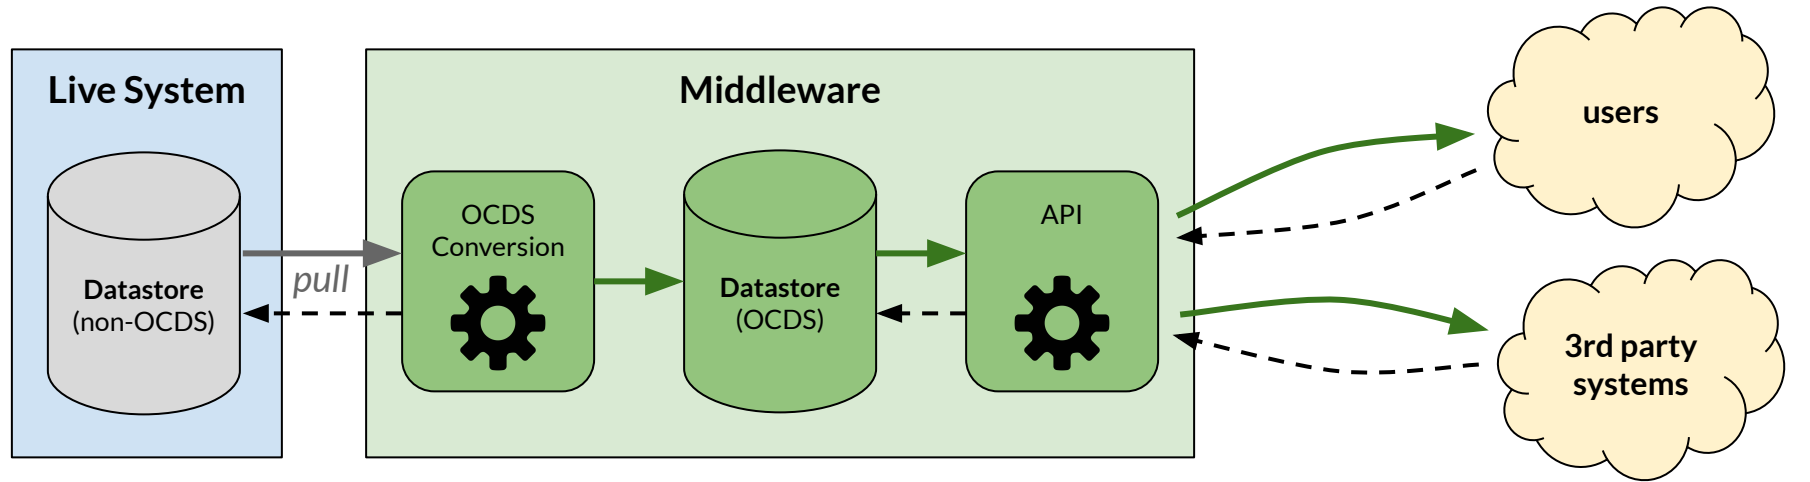 Live System
Datastore
(non-OCDS)
pull
Middleware
OCDS
Conversion
Datastore
(OCDS)
API
users
3rd party
systems